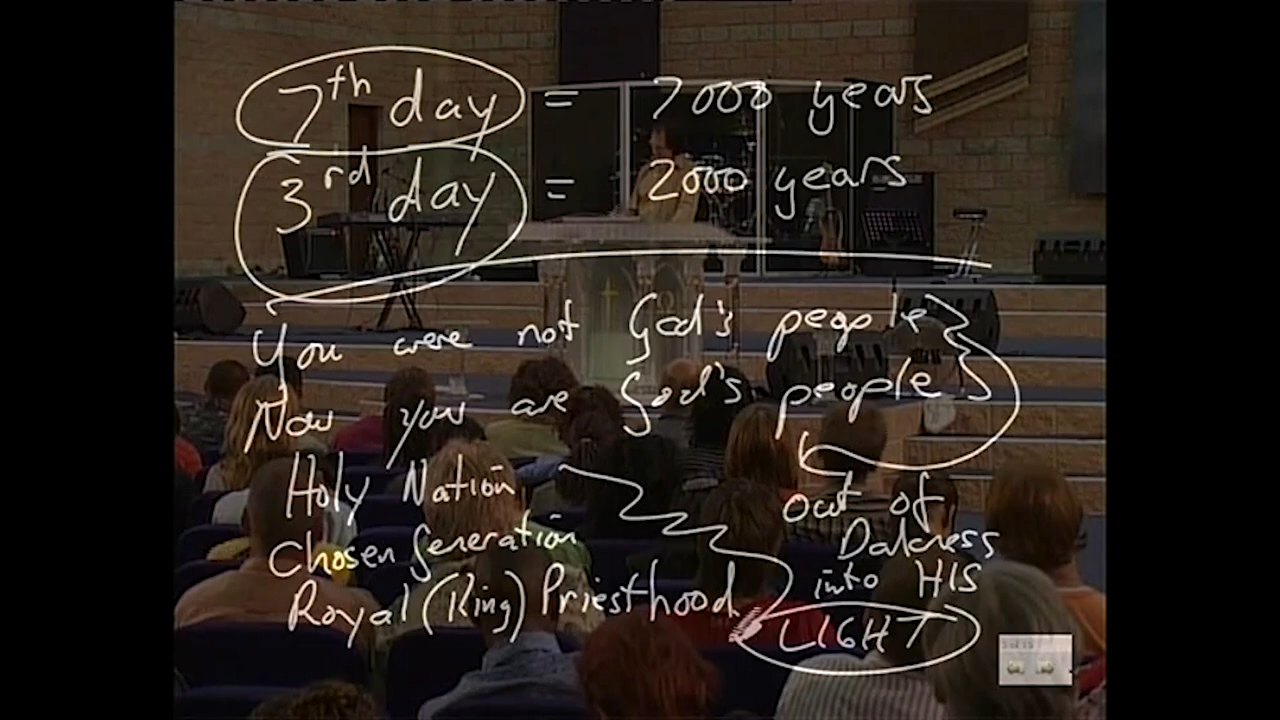 7th day = 7000 years
3rd day = 2000 years
You were not God's people
Now you are God's people
Holy Nation
Chosen Generation
Royal (King) Priesthood
out of
Darkness
into HIS
LIGHT